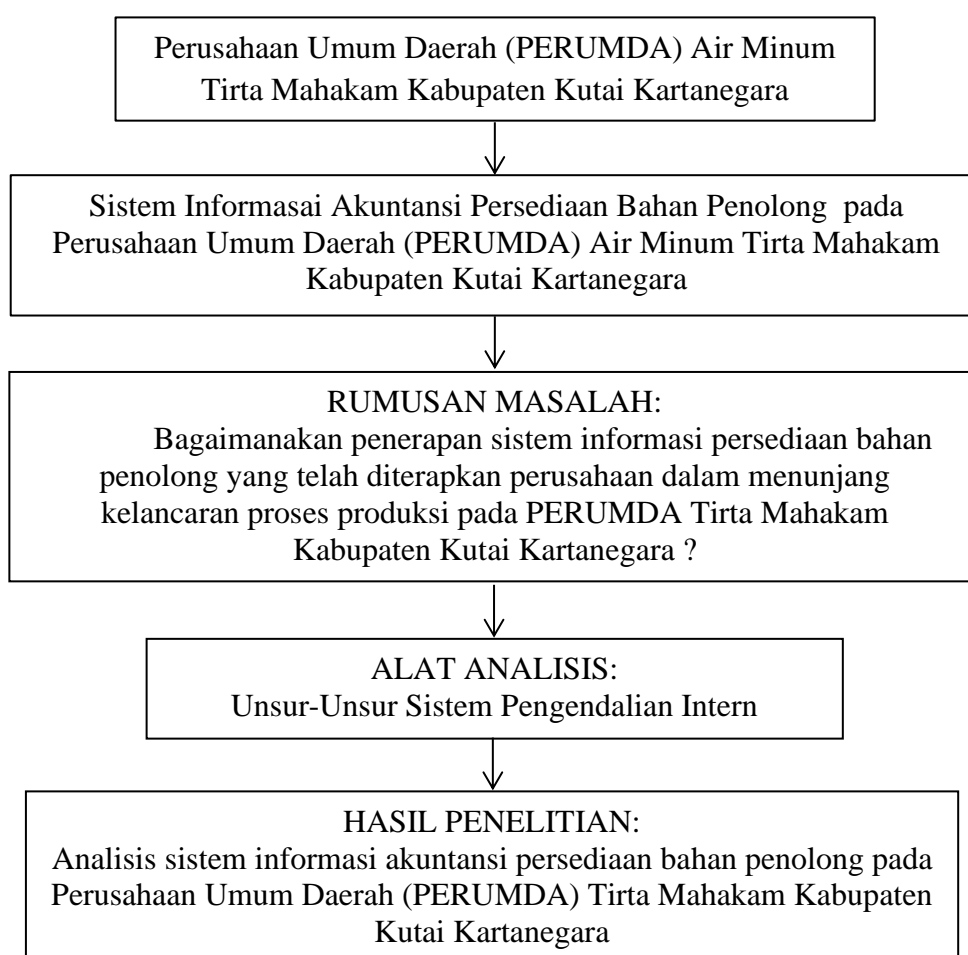 Perusahaan Umum Daerah (PERUMDA) Air Minum
Tirta Mahakam Kabupaten Kutai Kartanegara
Sistem Informasai Akuntansi Persediaan Bahan Penolong pada
Perusahaan Umum Daerah (PERUMDA) Air Minum Tirta Mahakam
Kabupaten Kutai Kartanegara
RUMUSAN MASALAH:
Bagaimanakan penerapan sistem informasi persediaan bahan
penolong yang telah diterapkan perusahaan dalam menunjang
kelancaran proses produksi pada PERUMDA Tirta Mahakam
Kabupaten Kutai Kartanegara ?
ALAT ANALISIS:
Unsur-Unsur Sistem Pengendalian Intern
HASIL PENELITIAN:
Analisis sistem informasi akuntansi persediaan bahan penolong pada
Perusahaan Umum Daerah (PERUMDA) Tirta Mahakam Kabupaten
Kutai Kartanegara